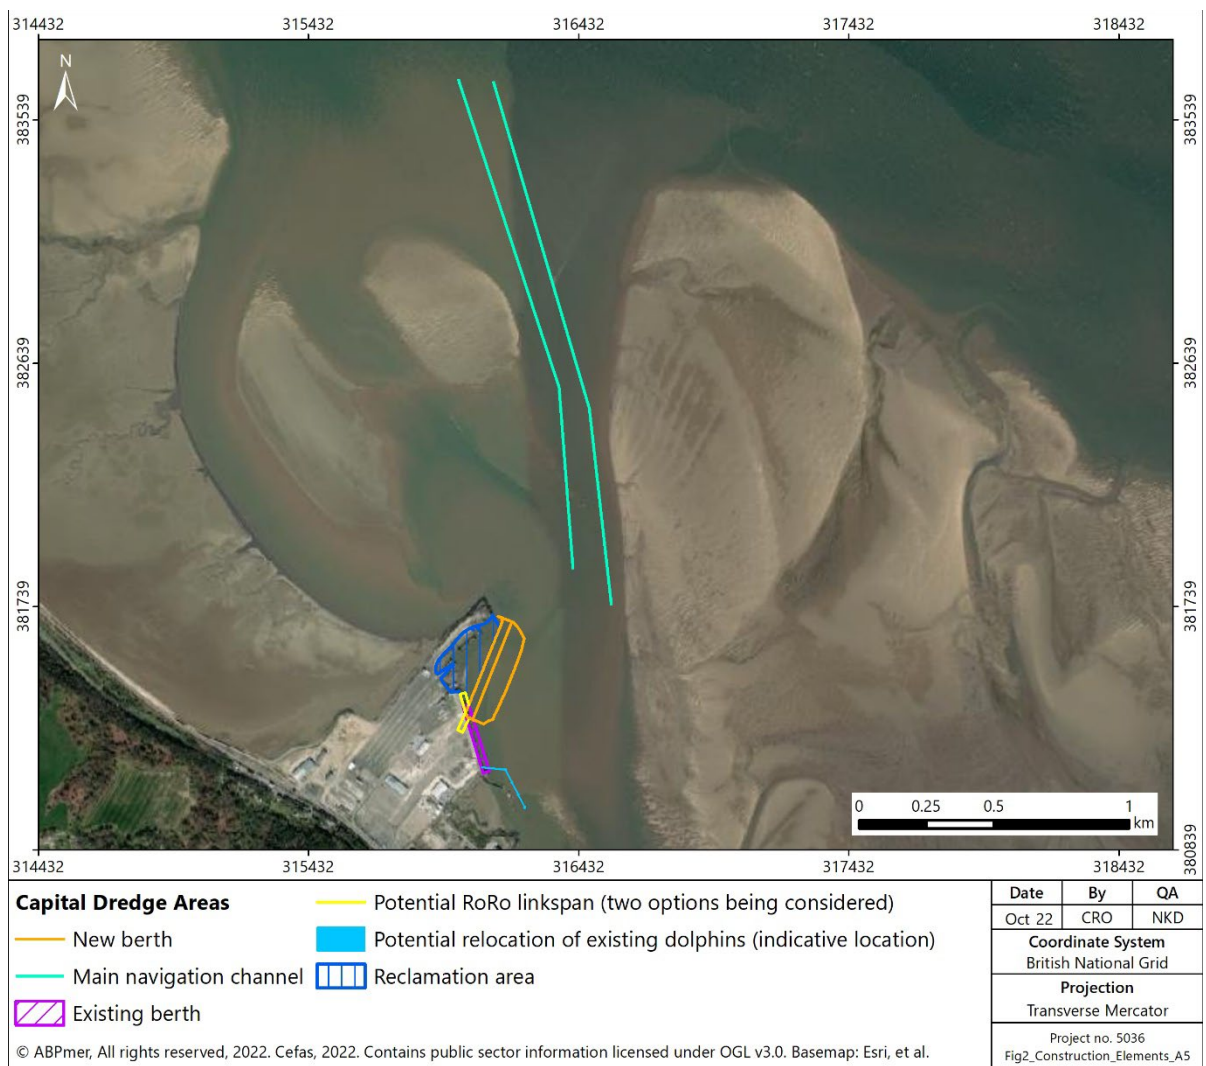 314432 315432 316432 317432 318432
N
383539 383539
382639 382639
381739 381739
380839
0 0.25 0.5 1
km
314432 315432 316432 317432 318432
Capital Dredge Areas
New berth
Main navigation channel
Existing berth
Potential RoRo linkspan (two options being considered)
Potential relocation of existing dolphins (indicative location)
Reclamation area
© ABPmer, All rights reserved, 2022. Cefas, 2022. Contains public sector information licensed under OGL v3.0. Basemap: Esri, et al.
Date By QA
Oct 22 CRO NKD
Coordinate System
British National Grid
Projection
Transverse Mercator
Project no. 5036
Fig2_Construction_Elements_A5